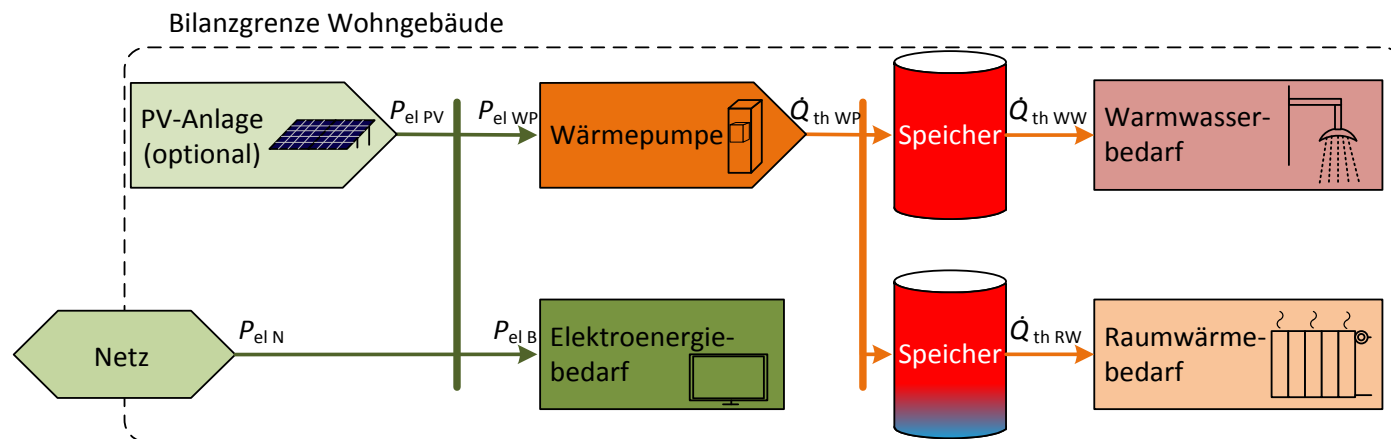 Bilanzgrenze Wohngebäude
PV-Anlage
(optional)
P el PV
P el WP
Wärmepumpe
Q̇ th WP
Speicher
Q̇ th WW
Warmwasser-
bedarf
Netz
P el N
P el B
Elektroenergie-
bedarf
Speicher
Q̇ th RW
Raumwärme-
bedarf